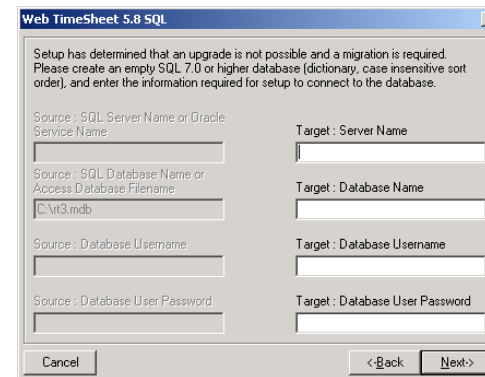 Web TimeSheet 5.8 SQL
Setup has determined that an upgrade is not possible and a migration is required.
Please create an empty SQL 7.0 or higher database (dictionary, case insensitive sort
order), and enter the information required for setup to connect to the database.
Source : SQL Server Name or Oracle
Service Name
Target : Server Name
Source : SQL Database Name or
Access Database Filename
Target : Database Name
C:\rt3.mdb
Source : Database Username
Target : Database Username
Source : Database User Password
Target : Database User Password
Cancel
<-Back
Next->